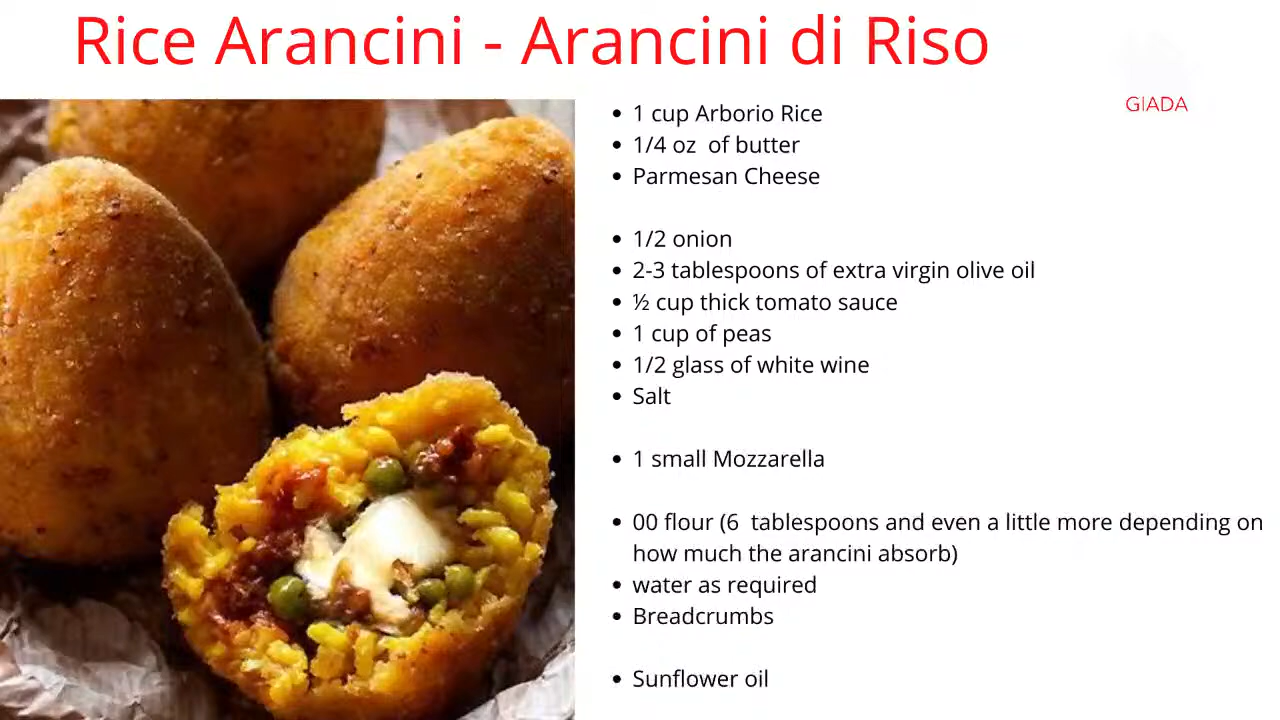 Rice Arancini - Arancini di Riso
GIADA
• 1 cup Arborio Rice
• 1/4 oz  of butter
• Parmesan Cheese
• 1/2 onion
• 2-3 tablespoons of extra virgin olive oil
• ½ cup thick tomato sauce
• 1 cup of peas
• 1/2 glass of white wine
• Salt
• 1 small Mozzarella
• 00 flour (6  tablespoons and even a little more depending on
how much the arancini absorb)
• water as required
• Breadcrumbs
• Sunflower oil